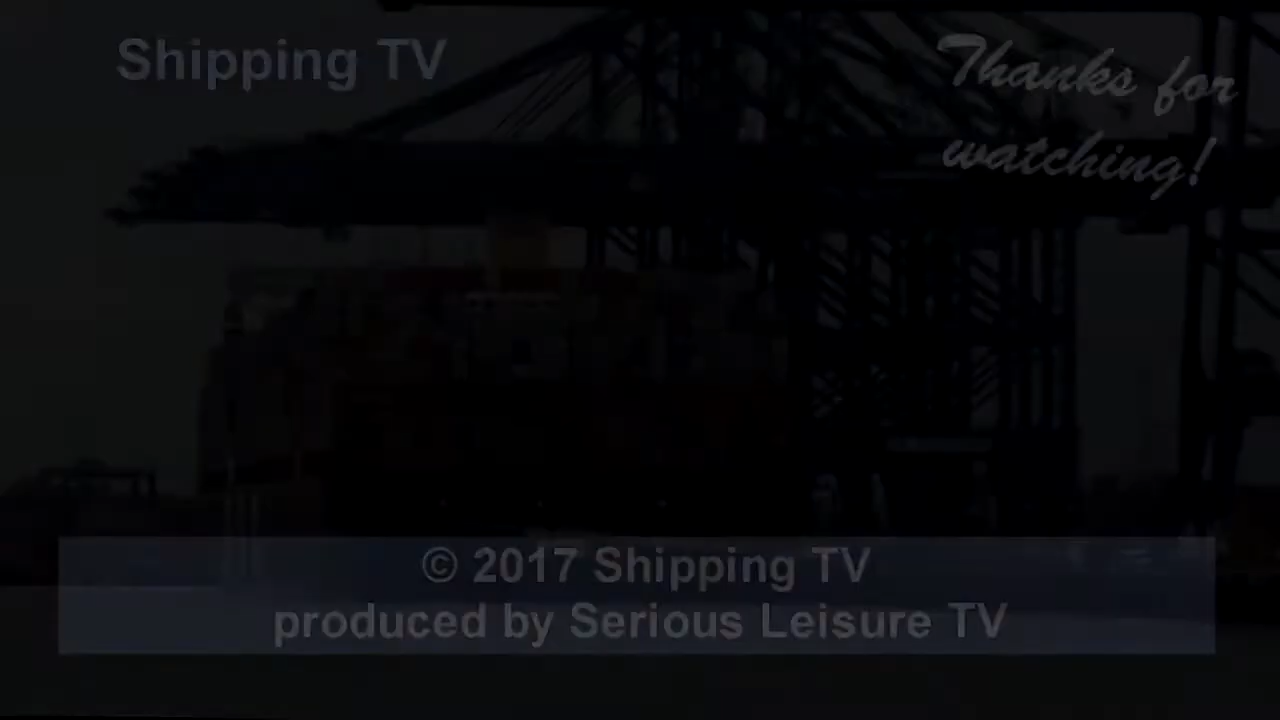 Shipping TV
Thanks for
watching!
© 2017 Shipping TV
produced by Serious Leisure TV